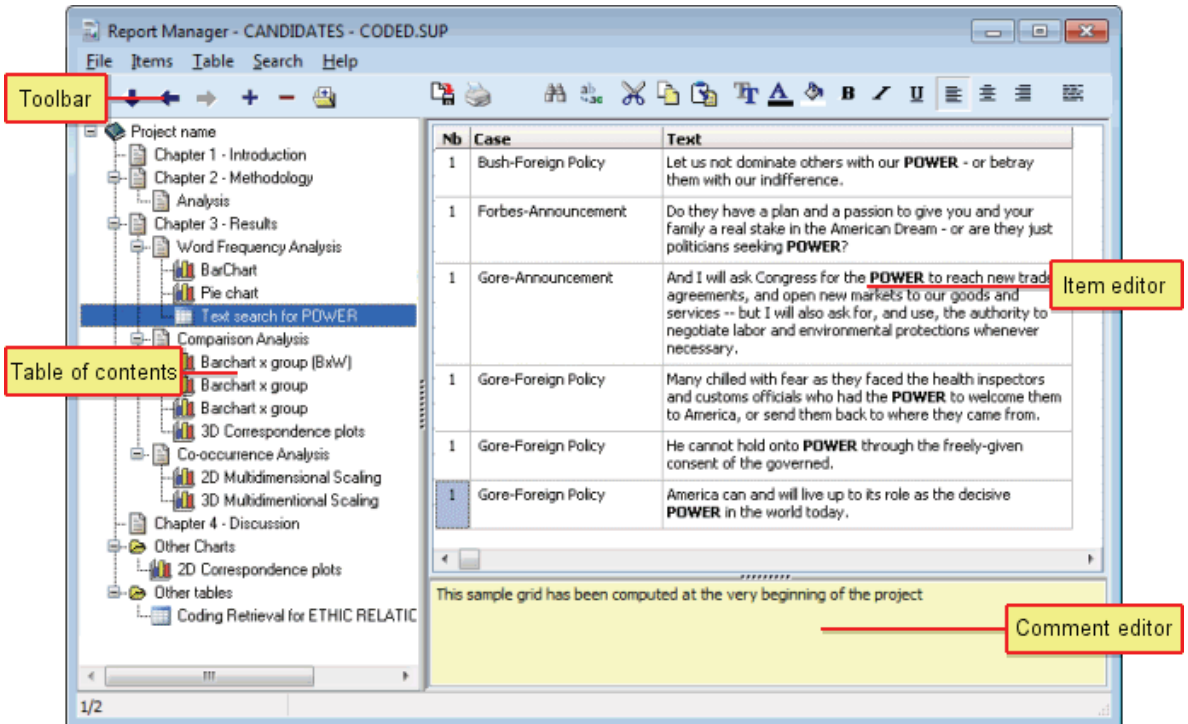 Report Manager - CANDIDATES - CODED.SUP
File Items Table Search Help
Toolbar
B I U
Project name
Chapter 1 - Introduction
Chapter 2 - Methodology
Analysis
Chapter 3 - Results
Word Frequency Analysis
BarChart
Pie chart
Text search for POWER
Comparison Analysis
Barchart x group (BxW)
Table of contents
Barchart x group
Barchart x group
3D Correspondence plots
Co-occurrence Analysis
2D Multidimensional Scaling
3D Multidimentional Scaling
Chapter 4 - Discussion
Other Charts
2D Correspondence plots
Other tables
Coding Retrieval for ETHIC RELATIC
Nb Case Text
1 Bush-Foreign Policy Let us not dominate others with our POWER - or betray
them with our indifference.
1 Forbes-Announcement Do they have a plan and a passion to give you and your
family a real stake in the American Dream - or are they just
politicians seeking POWER?
1 Gore-Announcement And I will ask Congress for the POWER to reach new trade
agreements, and open new markets to our goods and
services -- but I will also ask for, and use, the authority to
negotiate labor and environmental protections whenever
necessary.
Item editor
1 Gore-Foreign Policy Many chilled with fear as they faced the health inspectors
and customs officials who had the POWER to welcome them
to America, or send them back to where they came from.
1 Gore-Foreign Policy He cannot hold onto POWER through the freely-given
consent of the governed.
1 Gore-Foreign Policy America can and will live up to its role as the decisive
POWER in the world today.
This sample grid has been computed at the very beginning of the project
Comment editor
1/2